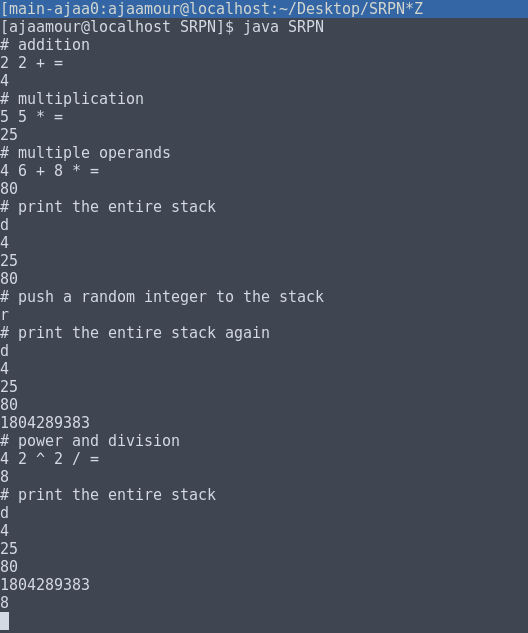 [main-ajaa0:ajaamour@localhost:~/Desktop/SRPN*Z
[ajaamour@localhost SRPN]$ java SRPN
# addition
2 2 + =
4
# multiplication
5 5 * =
25
# multiple operands
4 6 + 8 * =
80
# print the entire stack
d
4
25
80
# push a random integer to the stack
r
# print the entire stack again
d
4
25
80
1804289383
# power and division
4 2 ^ 2 / =
8
# print the entire stack
d
4
25
80
1804289383
8